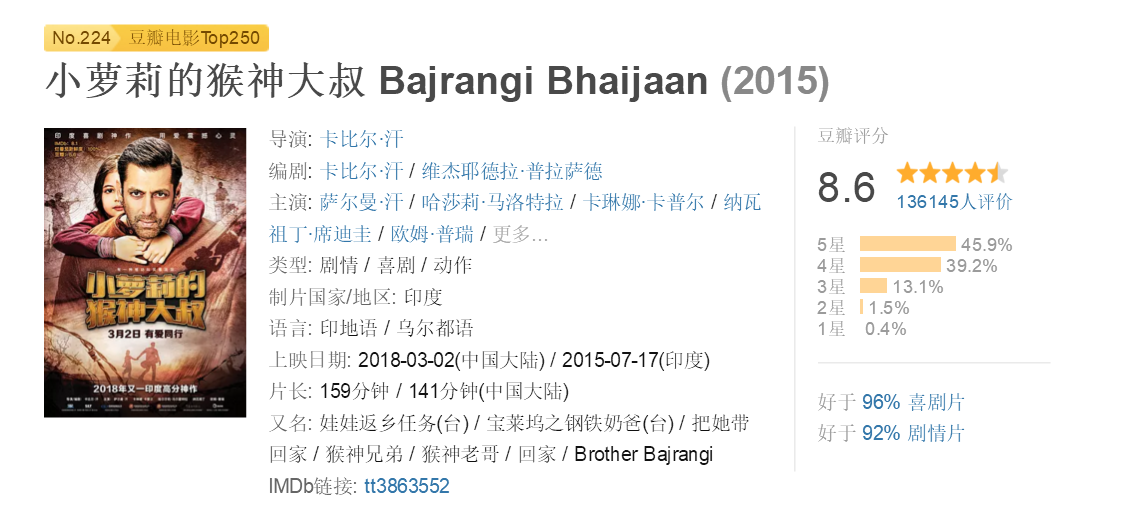 No.224 豆瓣电影Top250
小萝莉的猴神大叔 Bajrangi Bhaijaan (2015)
印度喜剧神作 用爱震撼心灵
小萝莉的
猴神大叔
3月2日 有爱同行
2018年又一印度高分神作
导演: 卡比尔·汗
编剧: 卡比尔·汗 / 维杰耶德拉·普拉萨德
主演: 萨尔曼·汗 / 哈莎莉·马洛特拉 / 卡琳娜·卡普尔 / 纳瓦
祖丁·席迪圭 / 欧姆·普瑞 / 更多...
类型: 剧情 / 喜剧 / 动作
制片国家/地区: 印度
语言: 印地语 / 乌尔都语
上映日期: 2018-03-02(中国大陆) / 2015-07-17(印度)
片长: 159分钟 / 141分钟(中国大陆)
又名: 娃娃返乡任务(台) / 宝莱坞之钢铁奶爸(台) / 把她带
回家 / 猴神兄弟 / 猴神老哥 / 回家 / Brother Bajrangi
IMDb链接: tt3863552
豆瓣评分
8.6
136145人评价
5星 45.9%
4星 39.2%
3星 13.1%
2星 1.5%
1星 0.4%
好于 96% 喜剧片
好于 92% 剧情片